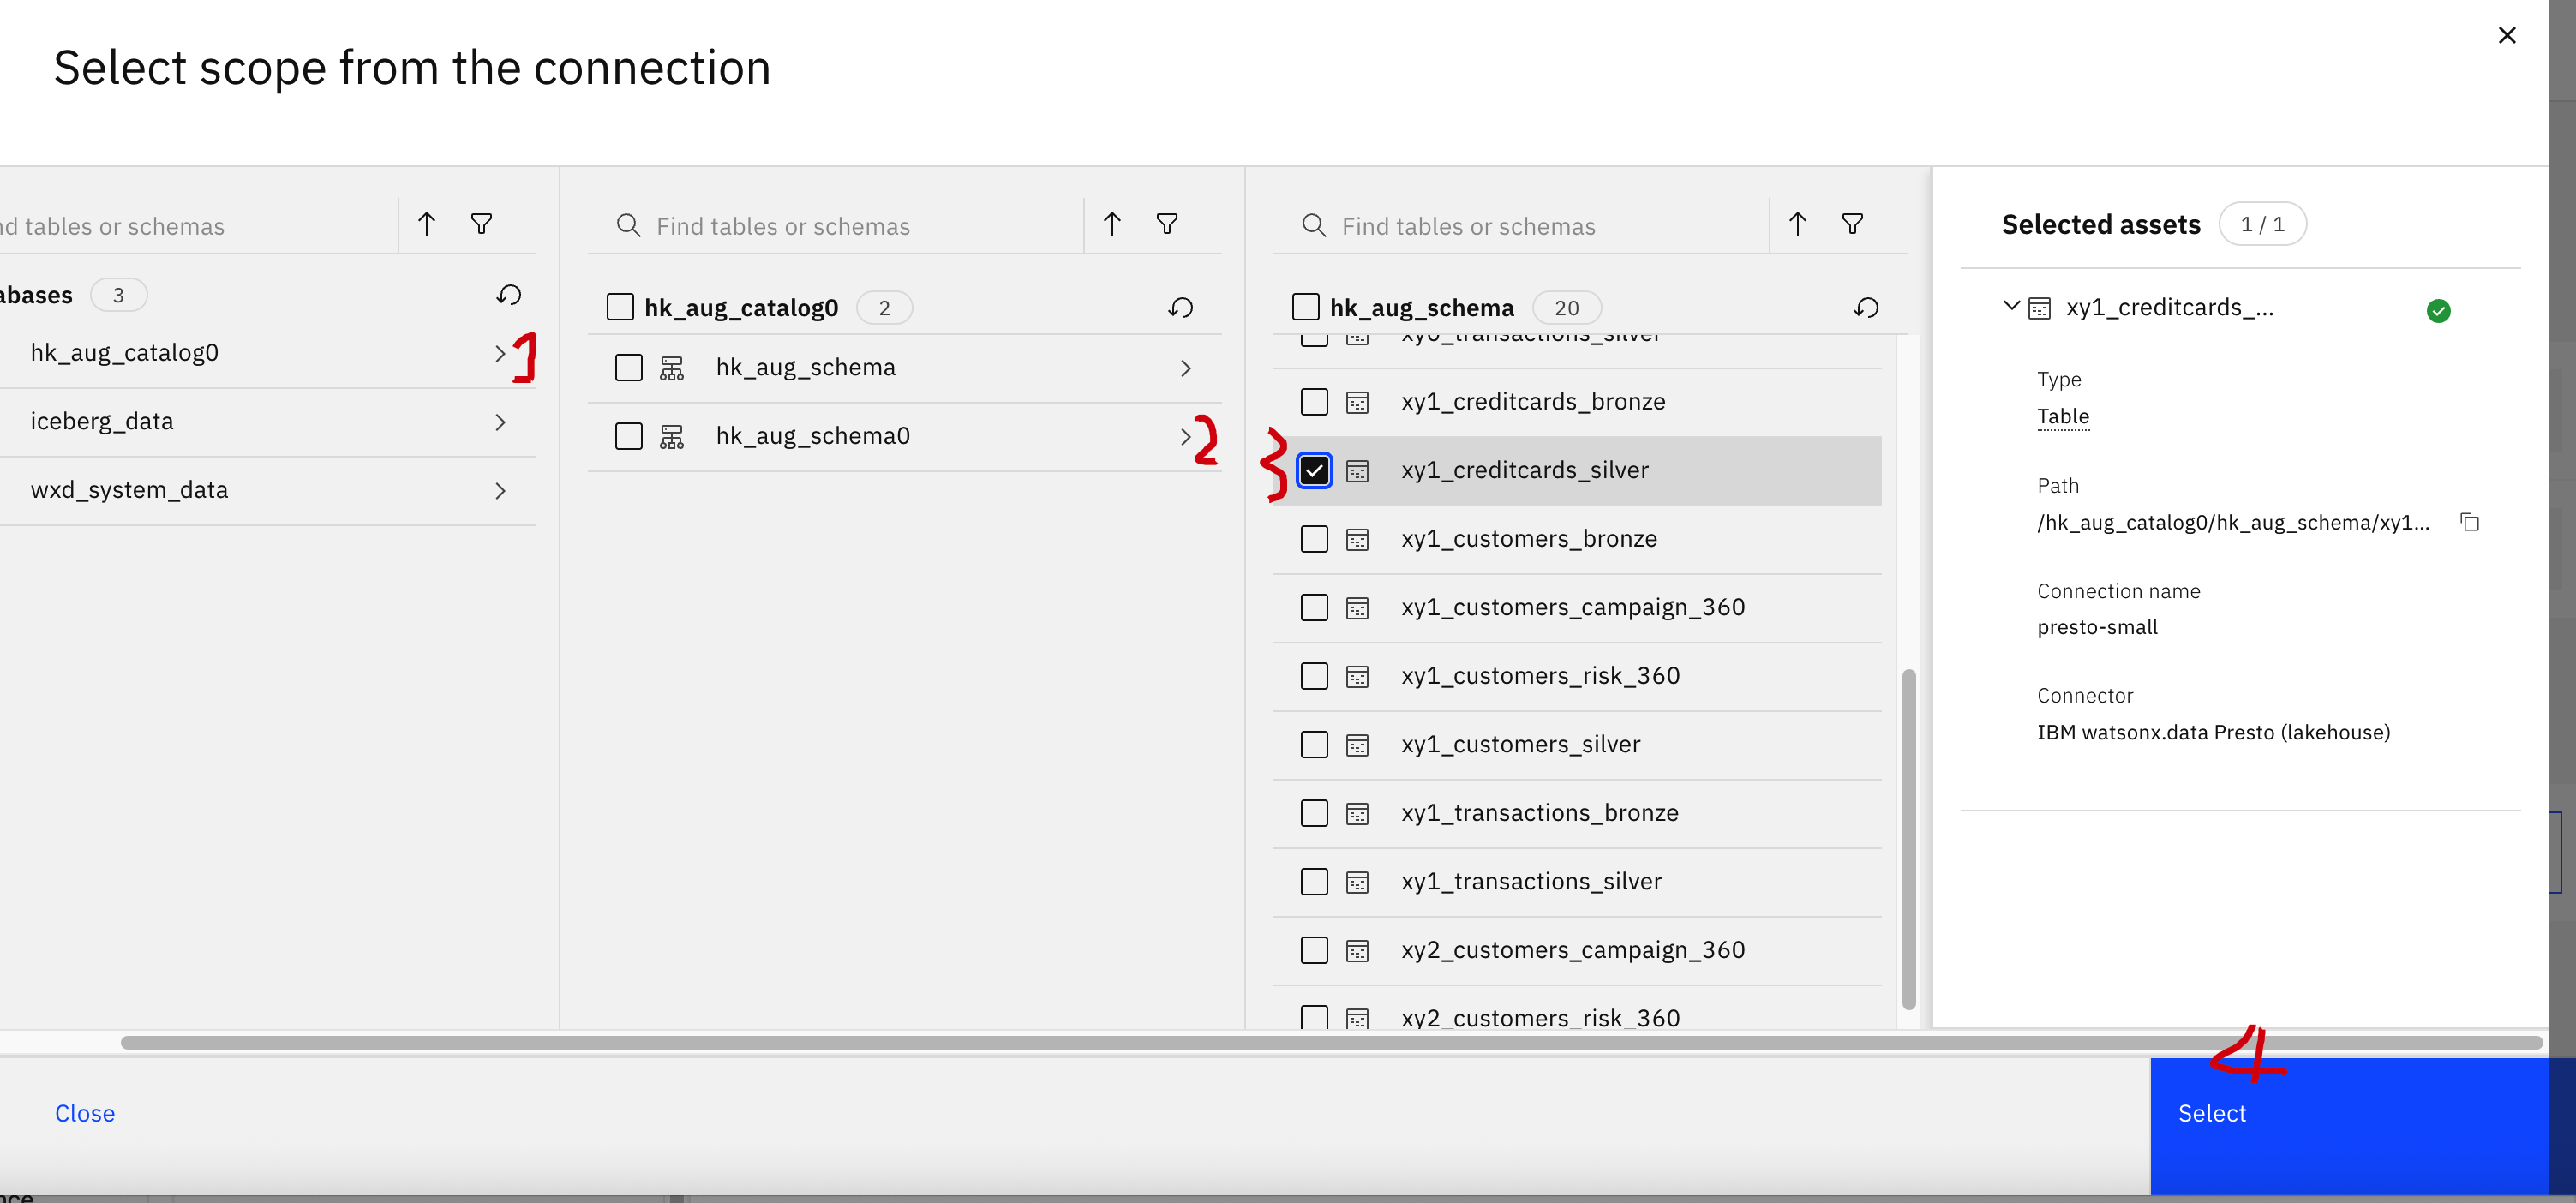 Select scope from the connection
d tables or schemas
abases 3
hk_aug_catalog0 1
iceberg_data
wxd_system_data
Find tables or schemas
hk_aug_catalog0 2
hk_aug_schema
hk_aug_schema0 2
Find tables or schemas
hk_aug_schema 20
xy0_transactions_silver
xy1_creditcards_bronze
3 xy1_creditcards_silver
xy1_customers_bronze
xy1_customers_campaign_360
xy1_customers_risk_360
xy1_customers_silver
xy1_transactions_bronze
xy1_transactions_silver
xy2_customers_campaign_360
xy2_customers_risk_360
Selected assets 1 / 1
xy1_creditcards_...
Type
Table
Path
/hk_aug_catalog0/hk_aug_schema/xy1...
Connection name
presto-small
Connector
IBM watsonx.data Presto (lakehouse)
4
Close
Select